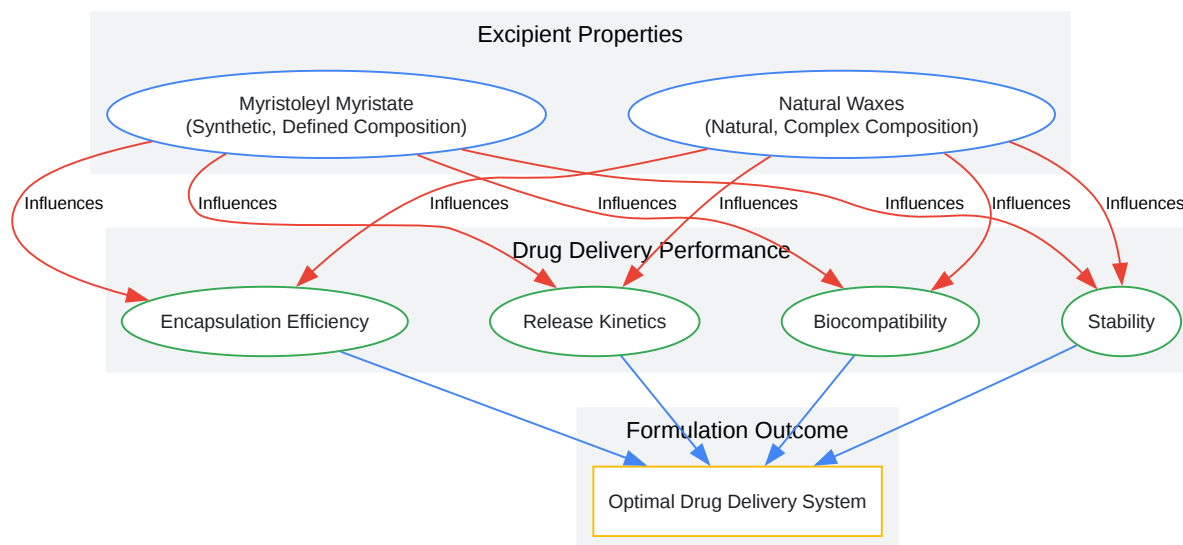 Excipient Properties
Myristoleyl Myristate
(Synthetic, Defined Composition)
Natural Waxes
(Natural, Complex Composition)
Influences
Influences
Influences
Influences
Influences
Influences
Influences
Influences
Drug Delivery Performance
Encapsulation Efficiency
Release Kinetics
Biocompatibility
Stability
Formulation Outcome
Optimal Drug Delivery System